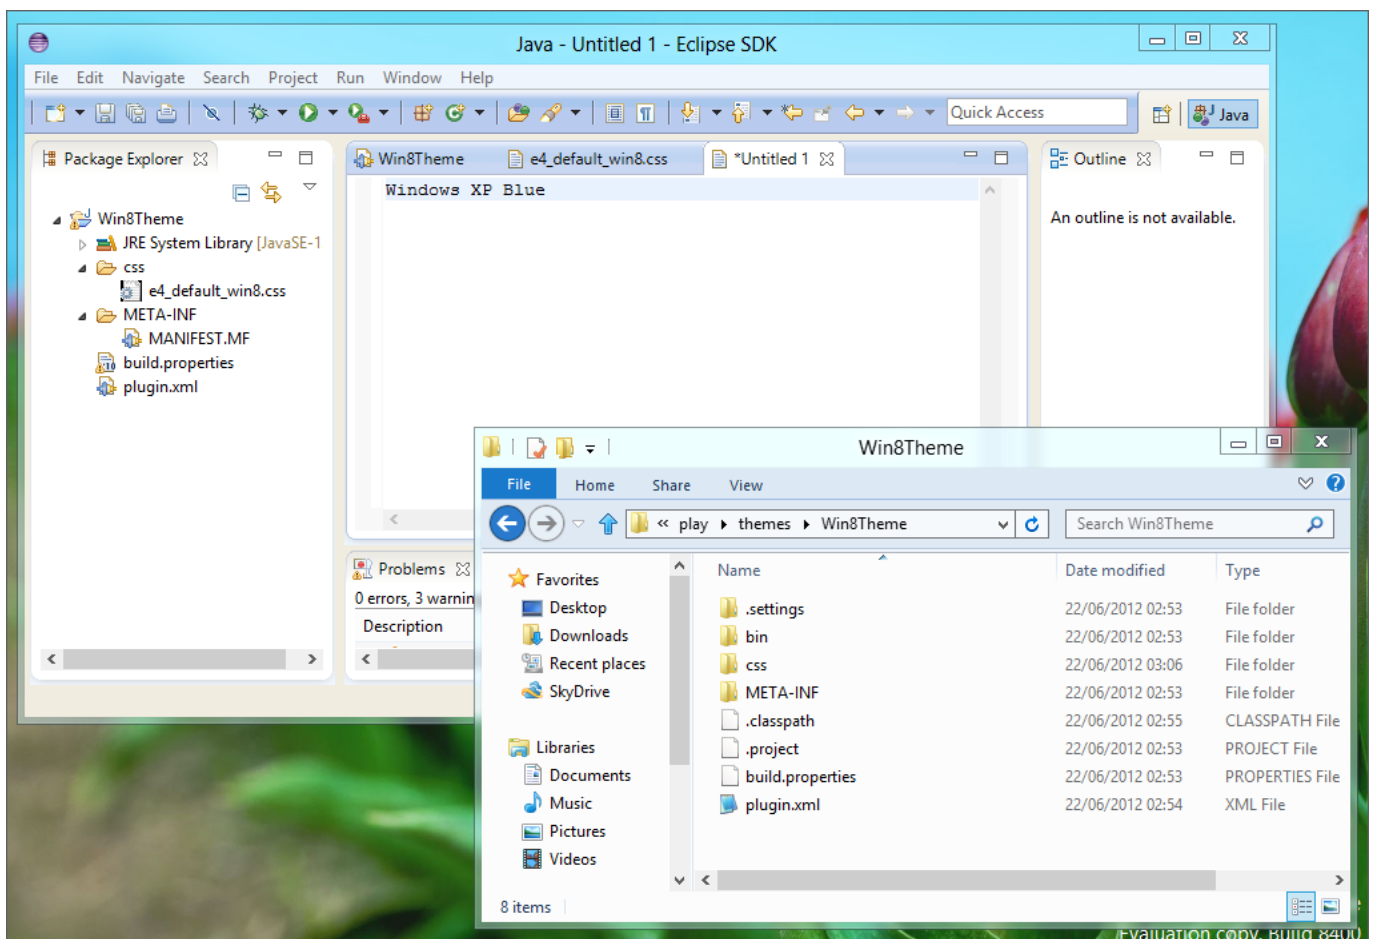 Java - Untitled 1 - Eclipse SDK
File Edit Navigate Search Project Run Window Help
Quick Access
Java
Package Explorer
Win8Theme
JRE System Library [JavaSE-1
css
e4_default_win8.css
META-INF
MANIFEST.MF
build.properties
plugin.xml
Win8Theme e4_default_win8.css *Untitled 1
Windows XP Blue
Outline
An outline is not available.
Problems
0 errors, 3 warnin
Description
Win8Theme
File Home Share View
« play themes Win8Theme
Search Win8Theme
Favorites
Desktop
Downloads
Recent places
SkyDrive
Libraries
Documents
Music
Pictures
Videos
Name Date modified Type
.settings 22/06/2012 02:53 File folder
bin 22/06/2012 02:53 File folder
css 22/06/2012 03:06 File folder
META-INF 22/06/2012 02:53 File folder
.classpath 22/06/2012 02:55 CLASSPATH File
.project 22/06/2012 02:53 PROJECT File
build.properties 22/06/2012 02:53 PROPERTIES File
plugin.xml 22/06/2012 02:54 XML File
8 items
Evaluation copy. Build 8400